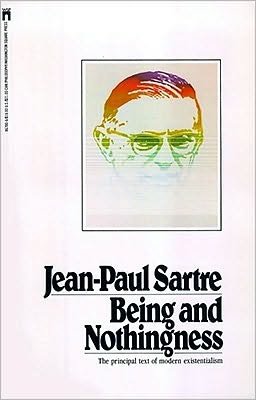 Jean-Paul Sartre
Being and
Nothingness
The principal text of modern existentialism